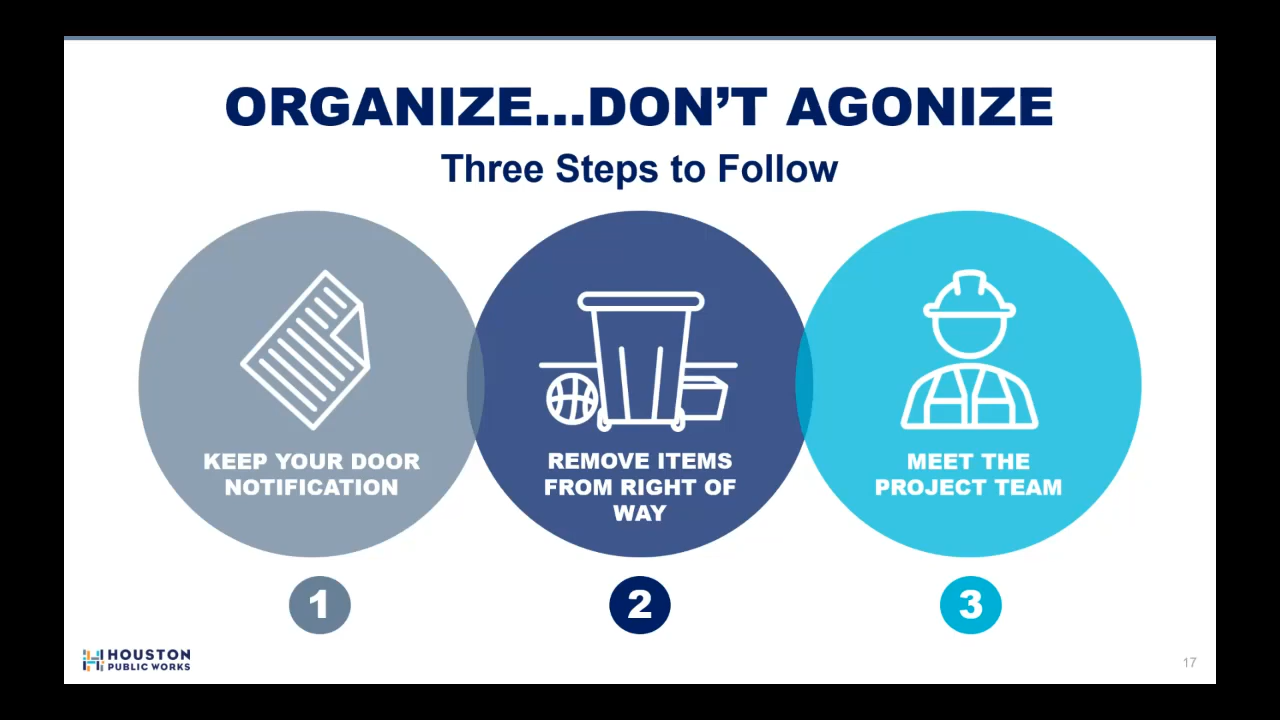 ORGANIZE...DON'T AGONIZE
Three Steps to Follow
KEEP YOUR DOOR
NOTIFICATION
REMOVE ITEMS
FROM RIGHT OF
WAY
MEET THE
PROJECT TEAM
1
2
3
HOUSTON
PUBLIC WORKS
17